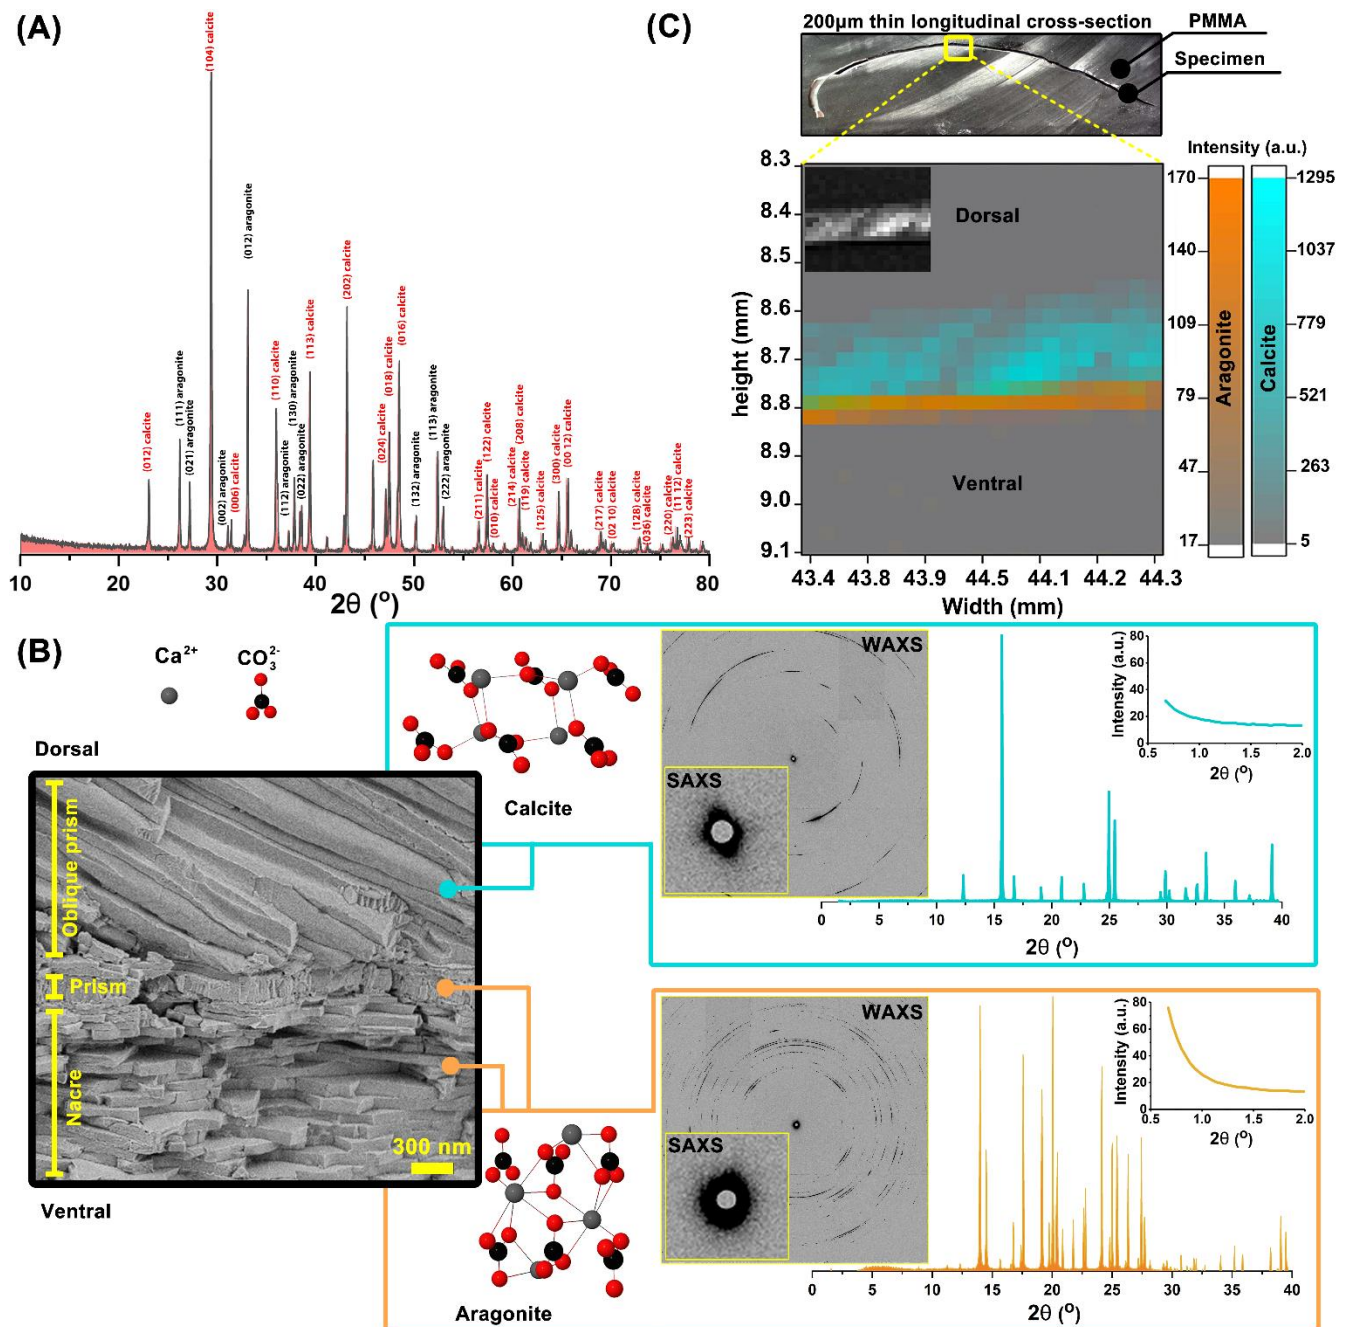 (A)
(104) calcite
(012) aragonite
(202) calcite
(016) calcite
(018) calcite
(113) calcite
(130) aragonite
(110) calcite
(111) aragonite
(021) aragonite
(012) calcite
(002) aragonite
(006) calcite
(112) aragonite
(022) aragonite
(024) calcite
(132) aragonite
(113) aragonite
(222) aragonite
(211) calcite
(122) calcite
(010) calcite
(214) calcite
(208) calcite
(119) calcite
(125) calcite
(300) calcite
(00 12) calcite
(217) calcite
(02 10) calcite
(128) calcite
(036) calcite
(220) calcite
(11 12) calcite
(223) calcite
10 20 30 40 50 60 70 80
2θ (°)
(C)
200μm thin longitudinal cross-section
PMMA
Specimen
Intensity (a.u.)
8.3
8.4
8.5
8.6
8.7
8.8
8.9
9.0
9.1
height (mm)
Dorsal
Ventral
43.4 43.8 43.9 44.5 44.1 44.2 44.3
Width (mm)
170
140
109
79
47
17
Aragonite
Calcite
1295
1037
779
521
263
5
(B)
Ca2+
CO32-
Dorsal
Oblique prism
Prism
Nacre
300 nm
Ventral
Calcite
WAXS
SAXS
Intensity (a.u.)
80
60
40
20
0
0.5 1.0 1.5 2.0
2θ (°)
0 5 10 15 20 25 30 35 40
2θ (°)
Aragonite
WAXS
SAXS
Intensity (a.u.)
80
60
40
20
0
0.5 1.0 1.5 2.0
2θ (°)
0 5 10 15 20 25 30 35 40
2θ (°)